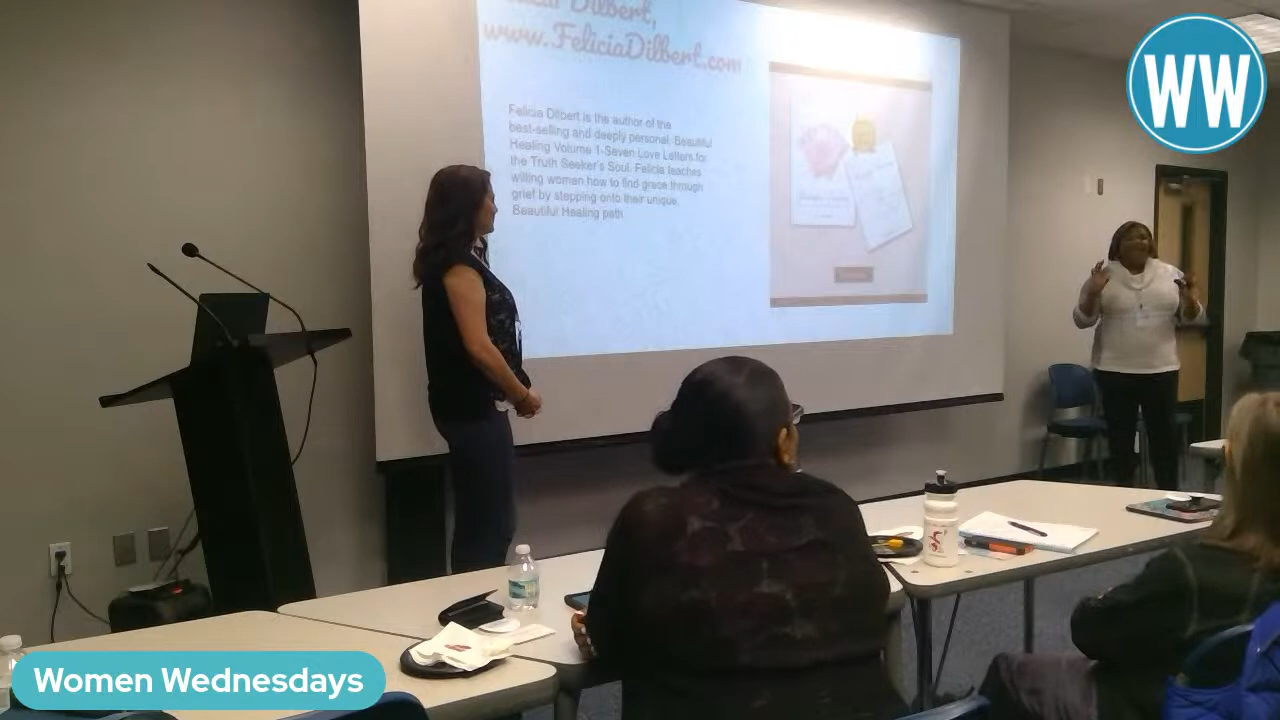 Dilbert,
www.FeliciaDilbert.com
Felicia Dilbert is the author of the
best-selling and deeply personal, Beautiful
Healing Volume 1-Seven Love Letters for
the Truth Seeker's Soul. Felicia teaches
willing women how to find grace through
grief by stepping onto their unique,
Beautiful Healing path.
WW
Women Wednesdays